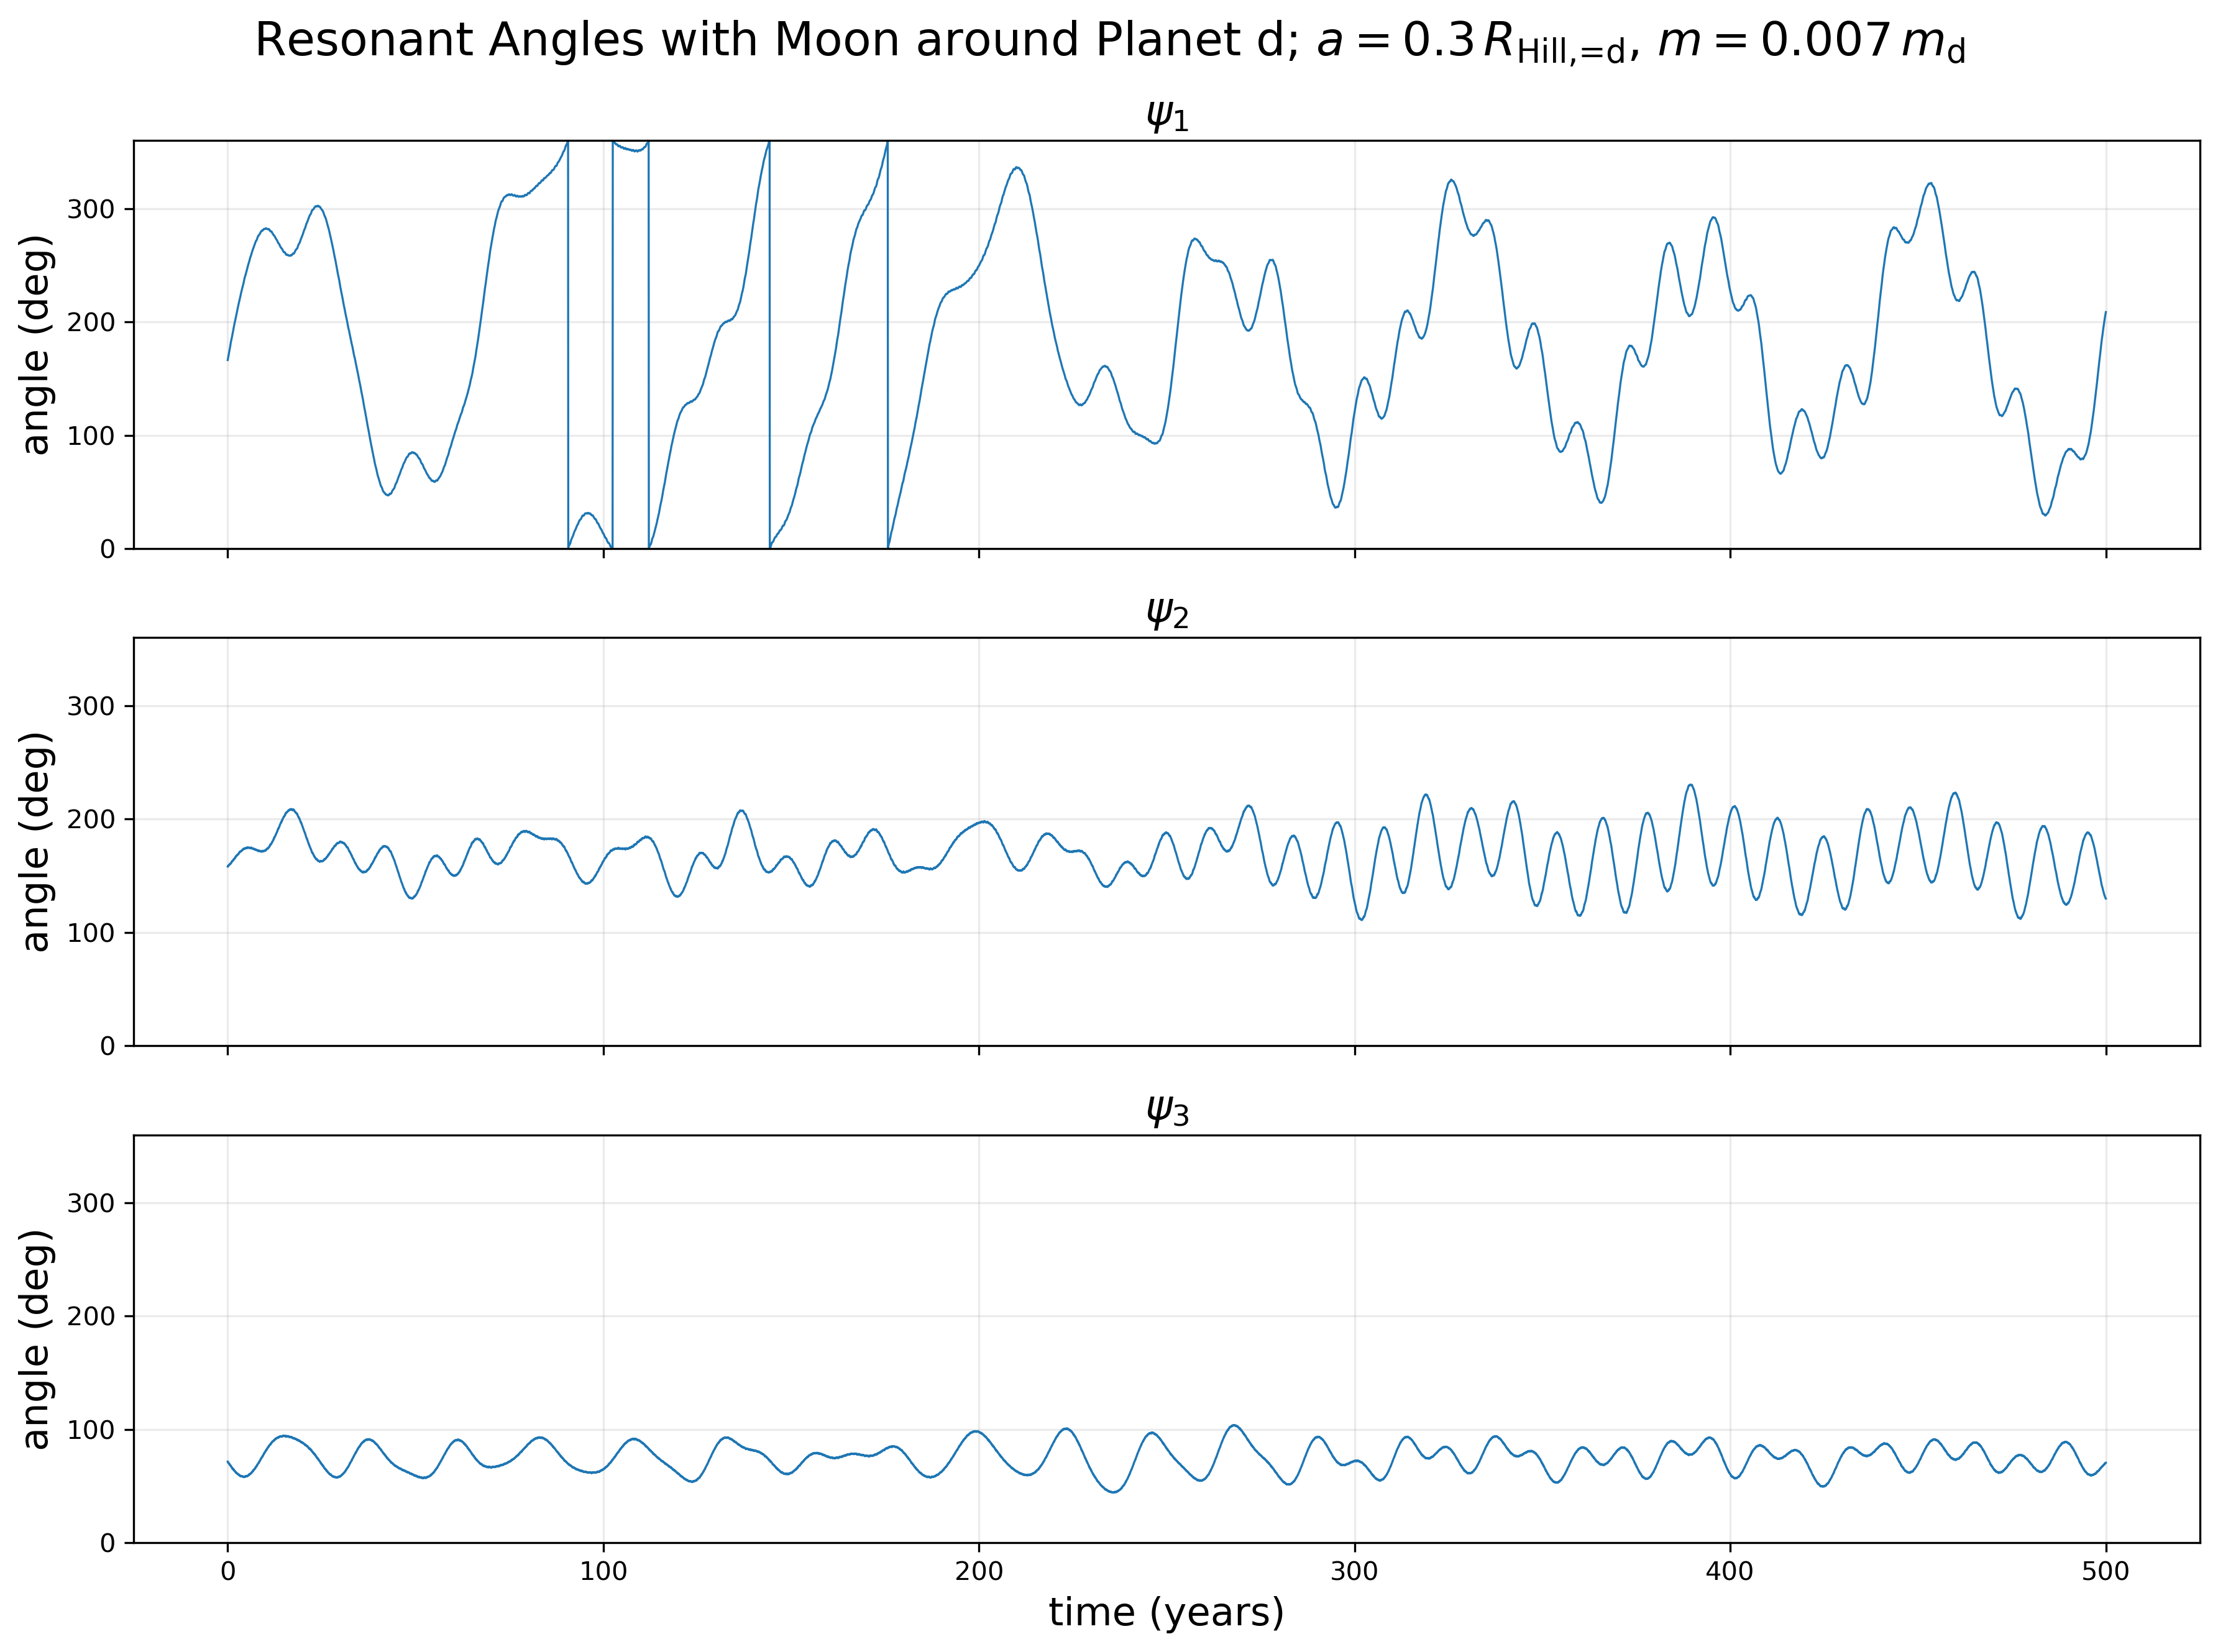 Resonant Angles with Moon around Planet d; a = 0.3 R_Hill,=d, m = 0.007 m_d
ψ₁
angle (deg)
300
200
100
0
ψ₂
angle (deg)
300
200
100
0
ψ₃
angle (deg)
300
200
100
0
0 100 200 300 400 500
time (years)